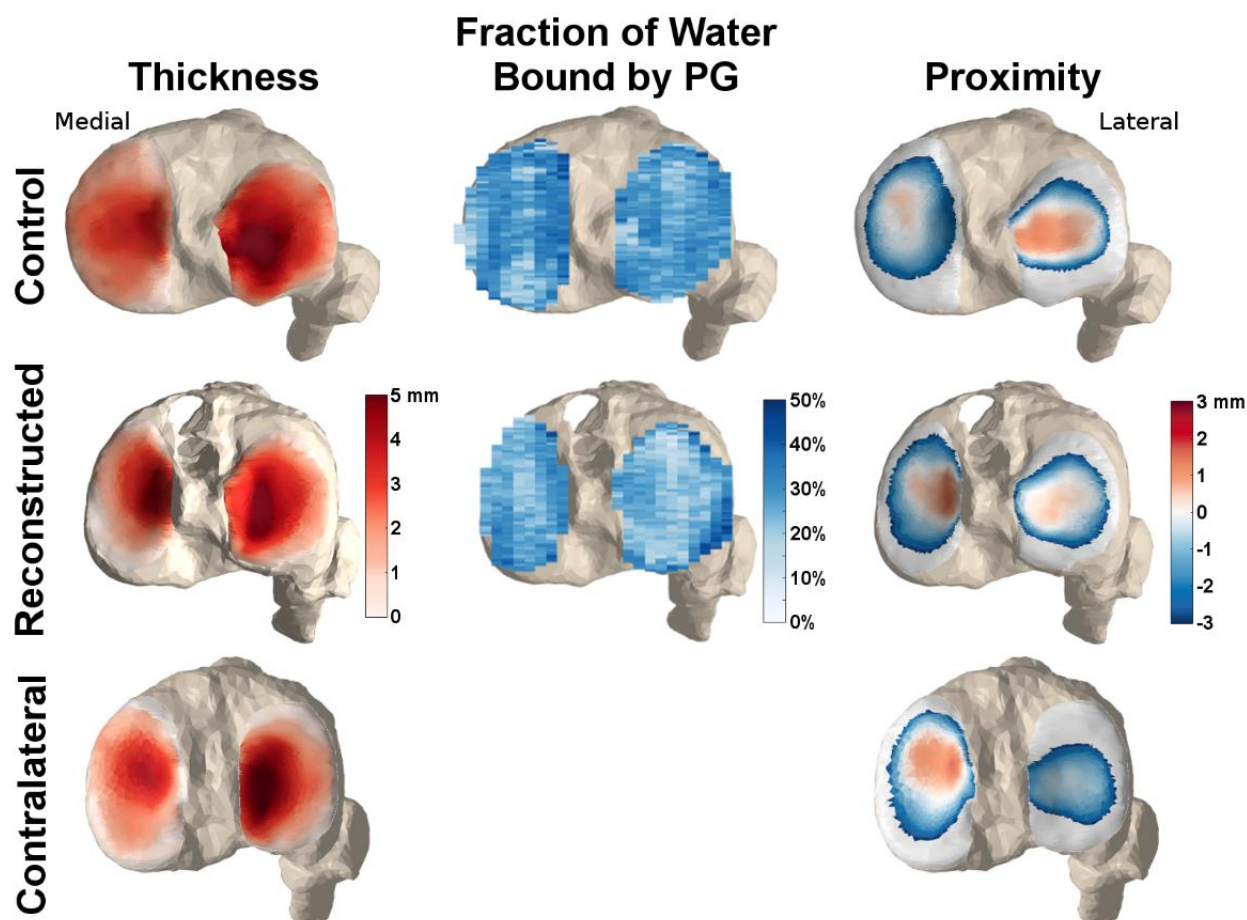 Fraction of Water
Thickness
Bound by PG
Proximity
Medial
Lateral
Control
Reconstructed
5 mm
4
3
2
1
0
50%
40%
30%
20%
10%
0%
3 mm
2
1
0
-1
-2
-3
Contralateral